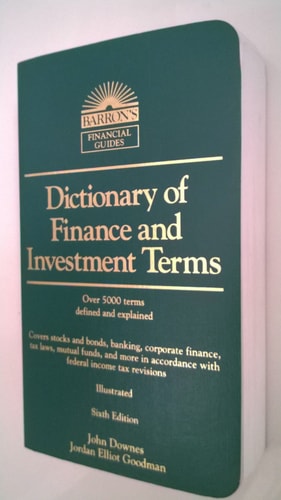 BARRON'S
FINANCIAL
GUIDES
Dictionary of
Finance and
Investment Terms
Over 5000 terms
defined and explained
Covers stocks and bonds, banking, corporate finance,
tax laws, mutual funds, and more in accordance with
federal income tax revisions
Illustrated
Sixth Edition
John Downes
Jordan Elliot Goodman